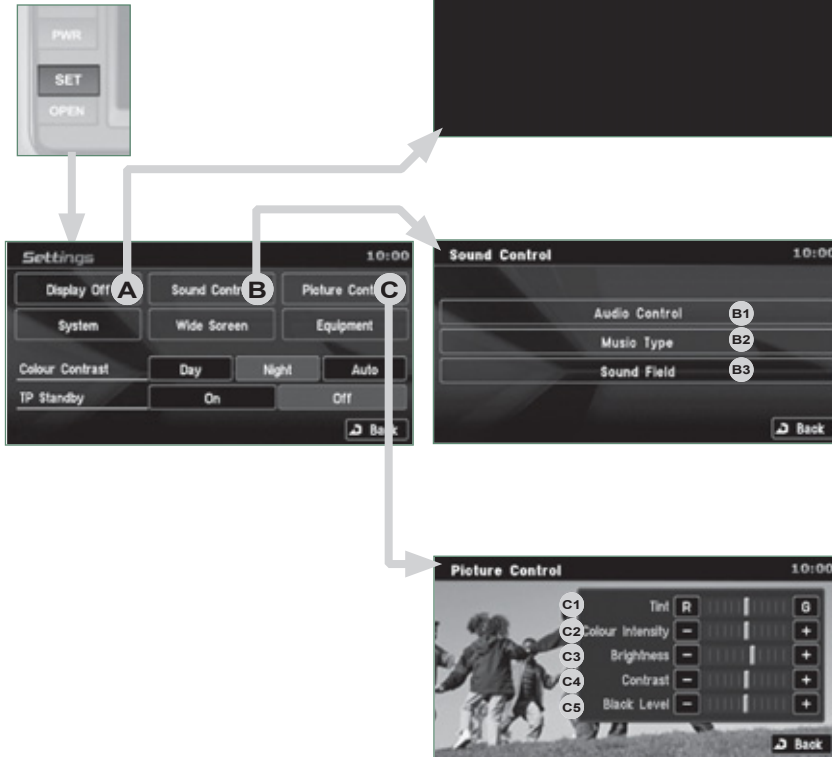 PWR
SET
OPEN
Settings 10:00
Display Off A Sound Contr B Picture Cont C
System Wide Screen Equipment
Colour Contrast Day Night Auto
TP Standby On Off
Back
Sound Control 10:00
Audio Control B1
Music Type B2
Sound Field B3
Back
Picture Control 10:00
C1 Tint R G
C2 Colour Intensity - +
C3 Brightness - +
C4 Contrast - +
C5 Black Level - +
Back